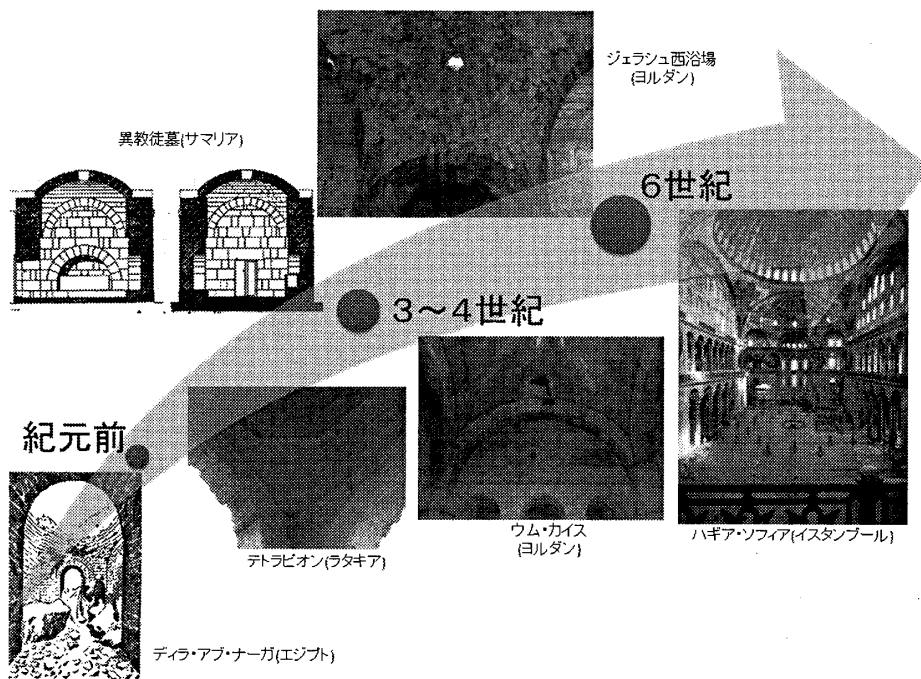 ジェラシュ西浴場
(ヨルダン)
異教徒墓(サマリア)
6世紀
3～4世紀
紀元前
テトラビオン(ラタキア)
ウム・カイス
(ヨルダン)
ハギア・ソフィア(イスタンブール)
ディラ・アブ・ナーガ(エジプト)